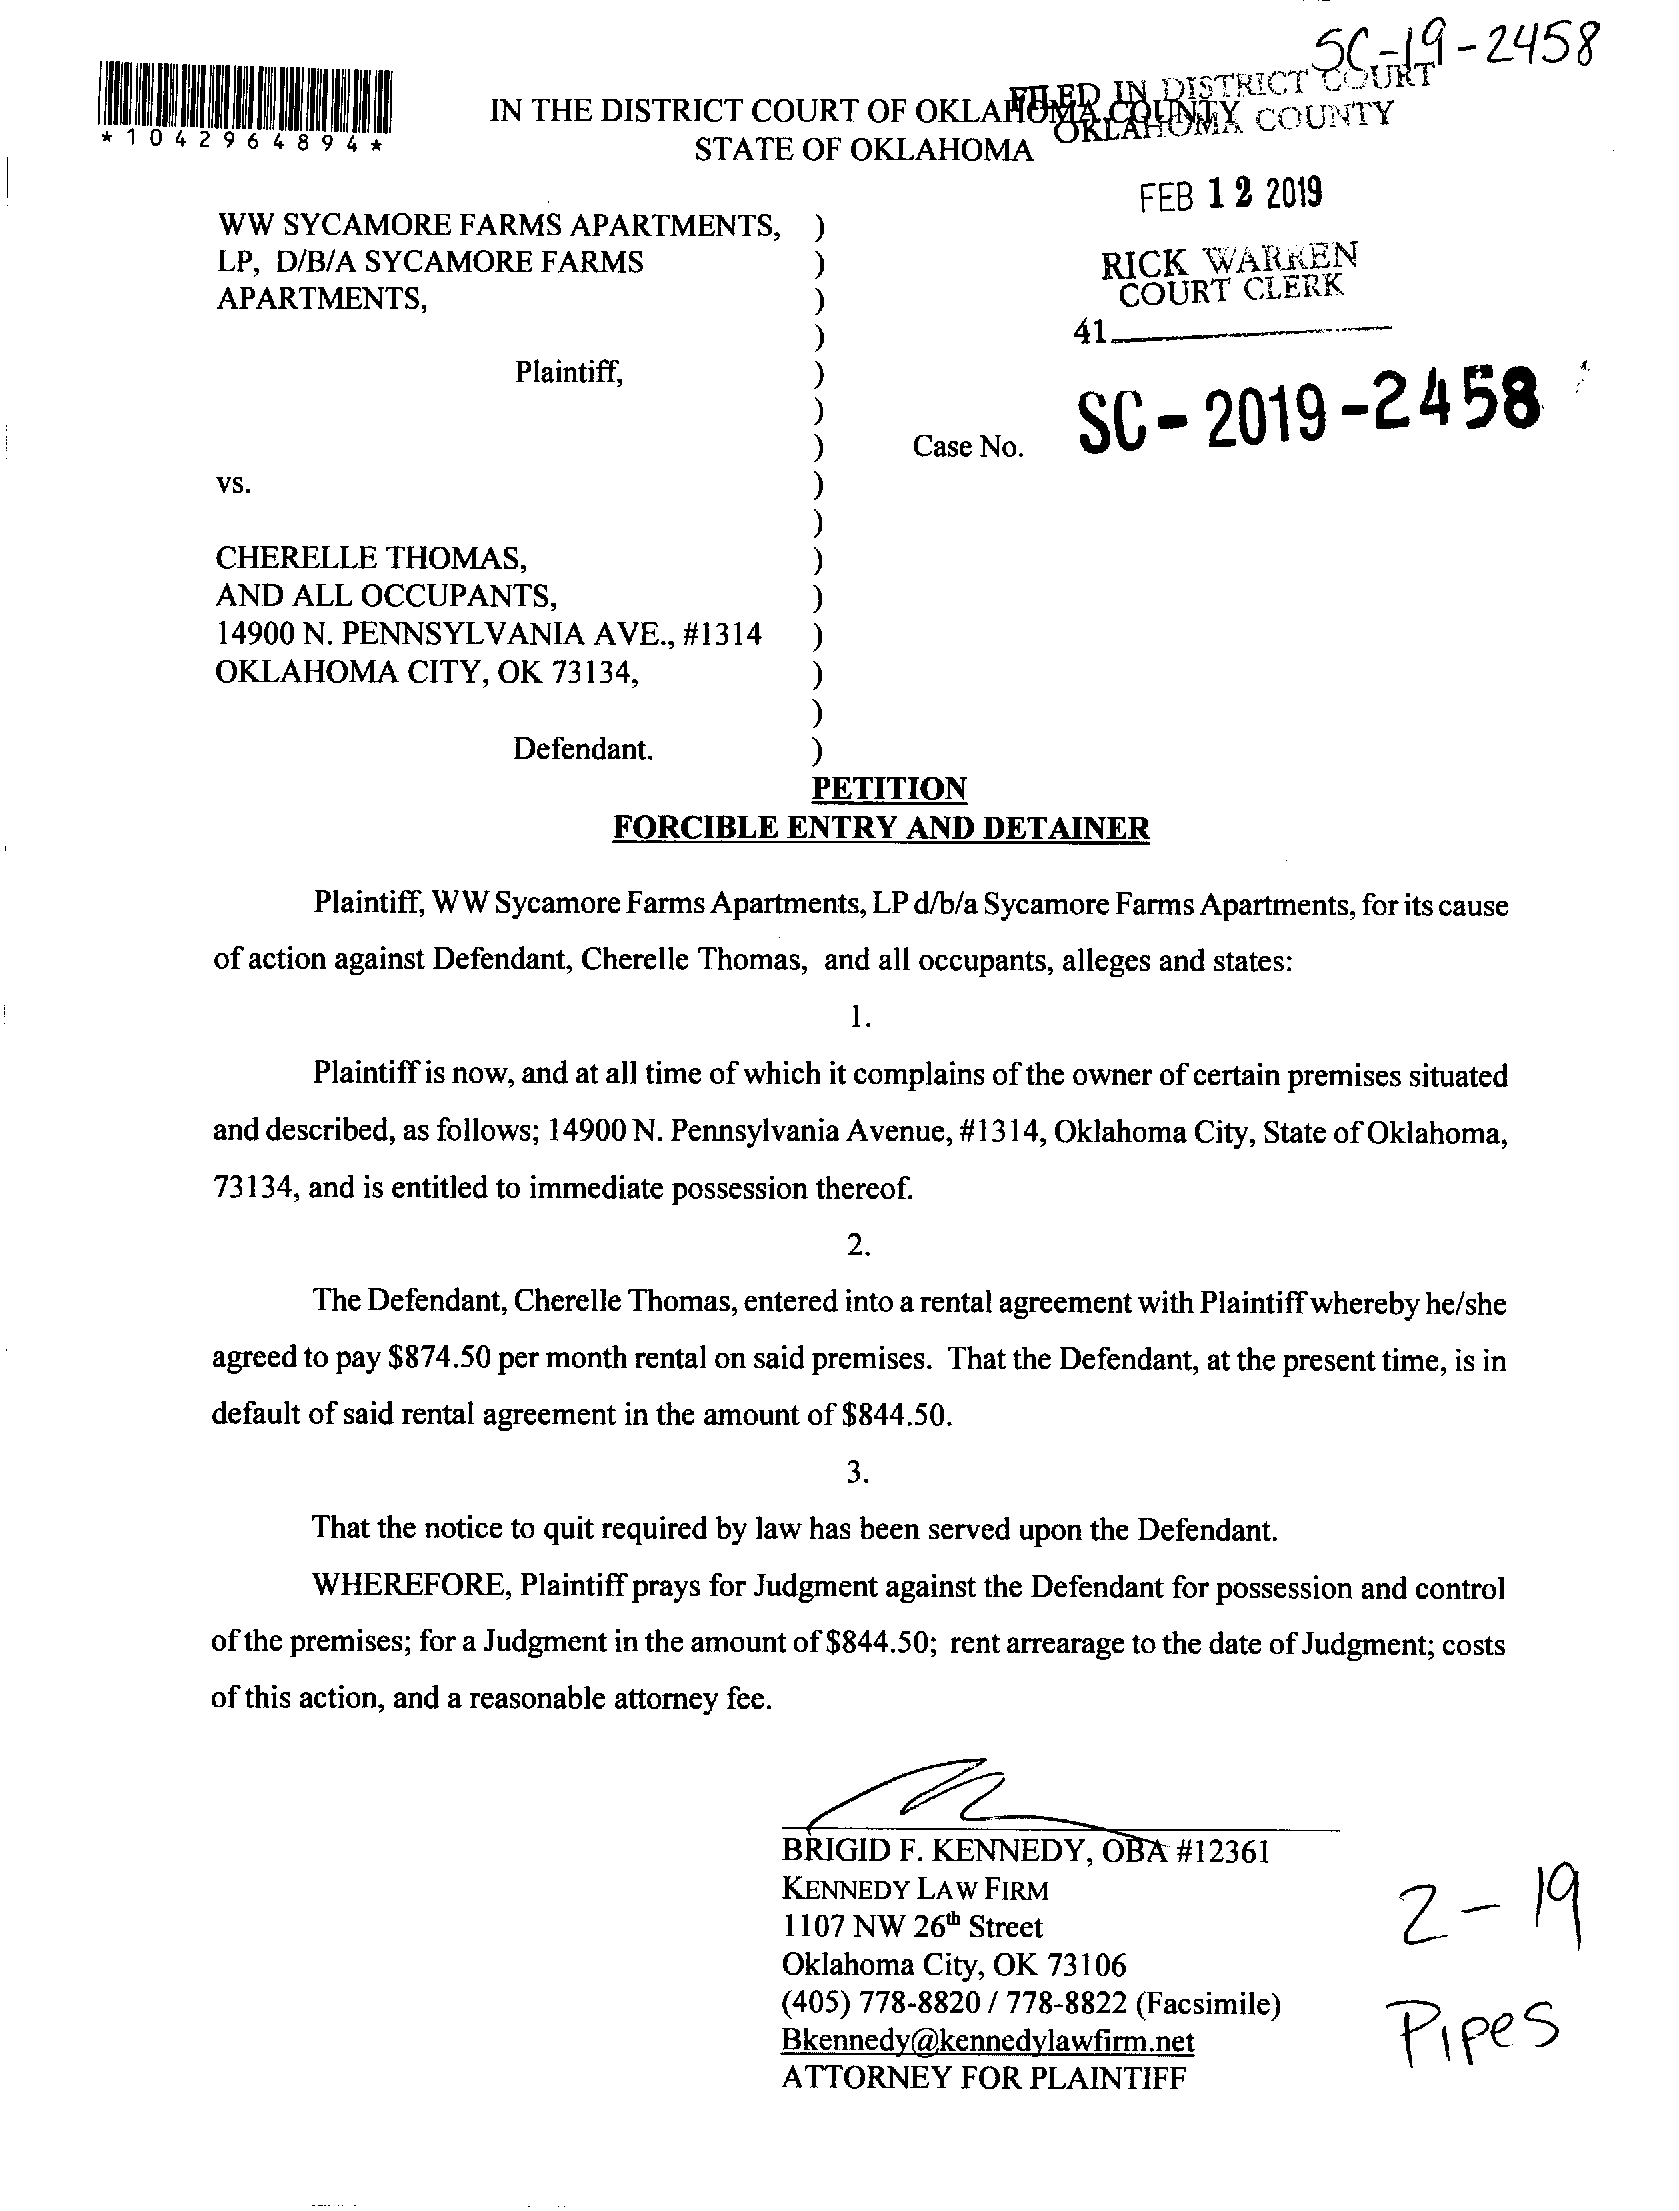 SC-19-2458
*1042964894*
IN THE DISTRICT COURT OF OKLAHOMA COUNTY
STATE OF OKLAHOMA
FILED IN DISTRICT COURT
OKLAHOMA COUNTY
FEB 12 2019
RICK WARREN
COURT CLERK
41
WW SYCAMORE FARMS APARTMENTS, )
LP, D/B/A SYCAMORE FARMS )
APARTMENTS, )
)
Plaintiff, )
)
) Case No. SC-2019-2458
vs. )
)
CHERELLE THOMAS, )
AND ALL OCCUPANTS, )
14900 N. PENNSYLVANIA AVE., #1314 )
OKLAHOMA CITY, OK 73134, )
)
Defendant. )
PETITION
FORCIBLE ENTRY AND DETAINER
Plaintiff, WW Sycamore Farms Apartments, LP d/b/a Sycamore Farms Apartments, for its cause
of action against Defendant, Cherelle Thomas, and all occupants, alleges and states:
1.
Plaintiff is now, and at all time of which it complains of the owner of certain premises situated
and described, as follows; 14900 N. Pennsylvania Avenue, #1314, Oklahoma City, State of Oklahoma,
73134, and is entitled to immediate possession thereof.
2.
The Defendant, Cherelle Thomas, entered into a rental agreement with Plaintiff whereby he/she
agreed to pay $874.50 per month rental on said premises. That the Defendant, at the present time, is in
default of said rental agreement in the amount of $844.50.
3.
That the notice to quit required by law has been served upon the Defendant.
WHEREFORE, Plaintiff prays for Judgment against the Defendant for possession and control
of the premises; for a Judgment in the amount of $844.50; rent arrearage to the date of Judgment; costs
of this action, and a reasonable attorney fee.
BRIGID F. KENNEDY, OBA #12361
KENNEDY LAW FIRM
1107 NW 26th Street
Oklahoma City, OK 73106
(405) 778-8820 / 778-8822 (Facsimile)
Bkennedy@kennedylawfirm.net
ATTORNEY FOR PLAINTIFF
2-19
Pipes